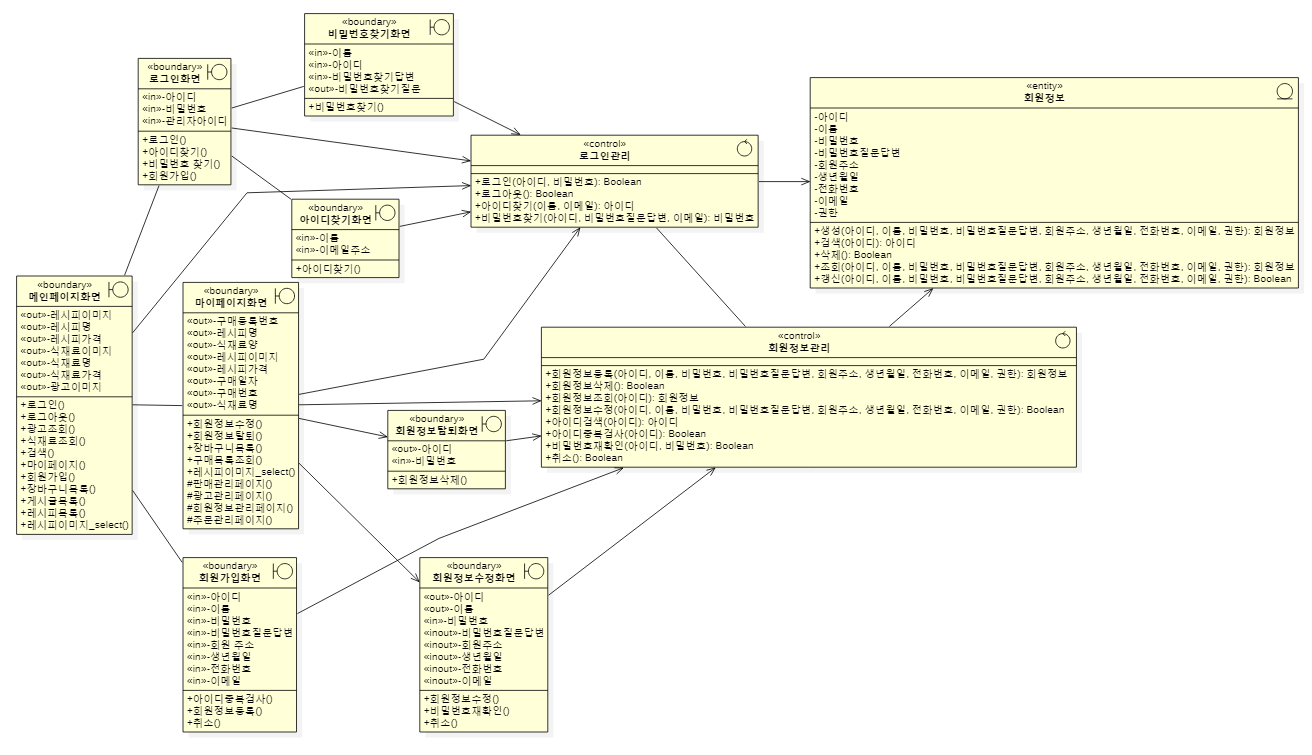 «boundary»
비밀번호찾기화면
«in»-이름
«in»-아이디
«in»-비밀번호찾기답변
«out»-비밀번호찾기질문
+비밀번호찾기()
«boundary»
로그인화면
«in»-아이디
«in»-비밀번호
«in»-관리자아이디
+로그인()
+아이디찾기()
+비밀번호 찾기()
+회원가입()
«boundary»
아이디찾기화면
«in»-이름
«in»-이메일주소
+아이디찾기()
«control»
로그인관리
+로그인(아이디, 비밀번호): Boolean
+로그아웃(): Boolean
+아이디찾기(이름, 이메일): 아이디
+비밀번호찾기(아이디, 비밀번호질문답변, 이메일): 비밀번호
«entity»
회원정보
-아이디
-이름
-비밀번호
-비밀번호질문답변
-회원주소
-생년월일
-전화번호
-이메일
-권한
+생성(아이디, 이름, 비밀번호, 비밀번호질문답변, 회원주소, 생년월일, 전화번호, 이메일, 권한): 회원정보
+검색(아이디): 아이디
+삭제(): Boolean
+조회(아이디, 이름, 비밀번호, 비밀번호질문답변, 회원주소, 생년월일, 전화번호, 이메일, 권한): 회원정보
+갱신(아이디, 이름, 비밀번호, 비밀번호질문답변, 회원주소, 생년월일, 전화번호, 이메일, 권한): Boolean
«boundary»
메인페이지화면
«out»-레시피이미지
«out»-레시피명
«out»-레시피가격
«out»-식재료이미지
«out»-식재료명
«out»-식재료가격
«out»-광고이미지
+로그인()
+로그아웃()
+광고조회()
+식재료조회()
+검색()
+마이페이지()
+회원가입()
+장바구니목록()
+게시글목록()
+레시피목록()
+레시피이미지_select()
«boundary»
마이페이지화면
«out»-구매등록번호
«out»-레시피명
«out»-식재료양
«out»-레시피이미지
«out»-레시피가격
«out»-구매일자
«out»-구매번호
«out»-식재료명
+회원정보수정()
+회원정보탈퇴()
+장바구니목록()
+구매목록조회()
+레시피이미지_select()
#판매관리페이지()
#광고관리페이지()
#회원정보관리페이지()
#주문관리페이지()
«boundary»
회원정보탈퇴화면
«out»-아이디
«in»-비밀번호
+회원정보삭제()
«control»
회원정보관리
+회원정보등록(아이디, 이름, 비밀번호, 비밀번호질문답변, 회원주소, 생년월일, 전화번호, 이메일, 권한): 회원정보
+회원정보삭제(): Boolean
+회원정보조회(아이디): 회원정보
+회원정보수정(아이디, 이름, 비밀번호, 비밀번호질문답변, 회원주소, 생년월일, 전화번호, 이메일, 권한): Boolean
+아이디검색(아이디): 아이디
+아이디중복검사(아이디): Boolean
+비밀번호재확인(아이디, 비밀번호): Boolean
+취소(): Boolean
«boundary»
회원가입화면
«in»-아이디
«in»-이름
«in»-비밀번호
«in»-비밀번호질문답변
«in»-회원 주소
«in»-생년월일
«in»-전화번호
«in»-이메일
+아이디중복검사()
+회원정보등록()
+취소()
«boundary»
회원정보수정화면
«out»-아이디
«out»-이름
«in»-비밀번호
«inout»-비밀번호질문답변
«inout»-회원주소
«inout»-생년월일
«inout»-전화번호
«inout»-이메일
+회원정보수정()
+비밀번호재확인()
+취소()